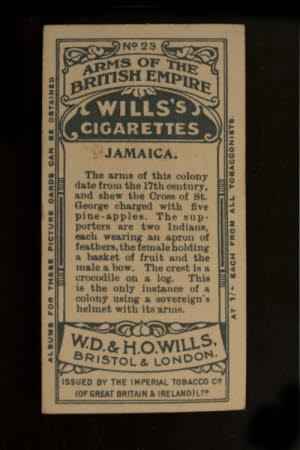 No 23
ARMS OF THE
BRITISH EMPIRE
WILLS'S
CIGARETTES
JAMAICA.
The arms of this colony
date from the 17th century,
and shew the Cross of St.
George charged with five
pine-apples. The sup-
porters are two Indians,
each wearing an apron of
feathers, the female holding
a basket of fruit and the
male a bow. The crest is a
crocodile on a log. This
is the only instance of a
colony using a sovereign's
helmet with its arms.
W.D. & H.O. WILLS,
BRISTOL & LONDON.
ISSUED BY THE IMPERIAL TOBACCO Co
(OF GREAT BRITAIN & IRELAND) LTD
ALBUMS FOR THESE PICTURE CARDS CAN BE OBTAINED
AT 1/- EACH FROM ALL TOBACCONISTS.